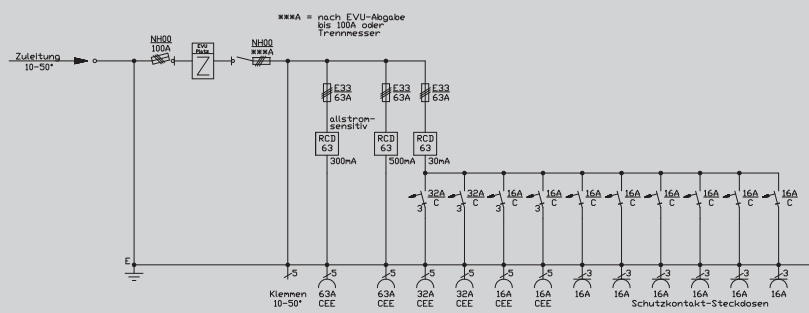 ***A = nach EVU-Abgabe
bis 100A oder
Trennmesser
NH00
100A
EVU
Platz
Z
NH00
***A
Zuleitung
10-50°
E33
63A
E33
63A
E33
63A
allstrom-
sensitiv
RCD
63
300mA
RCD
63
500mA
RCD
63
30mA
32A
C
3
32A
C
3
16A
C
3
16A
C
3
16A
C
16A
C
16A
C
16A
C
16A
C
16A
C
E
5
5
5
5
5
5
5
3
3
3
3
3
3
Klemmen
10-50°
63A
CEE
63A
CEE
32A
CEE
32A
CEE
16A
CEE
16A
CEE
16A
16A
16A
16A
16A
16A
Schutzkontakt-Steckdosen